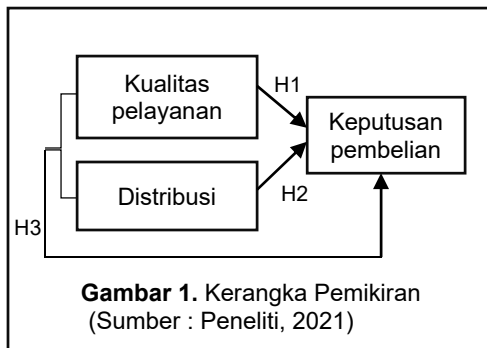 Kualitas
pelayanan
H1
Keputusan
pembelian
Distribusi
H2
H3
Gambar 1. Kerangka Pemikiran
(Sumber : Peneliti, 2021)